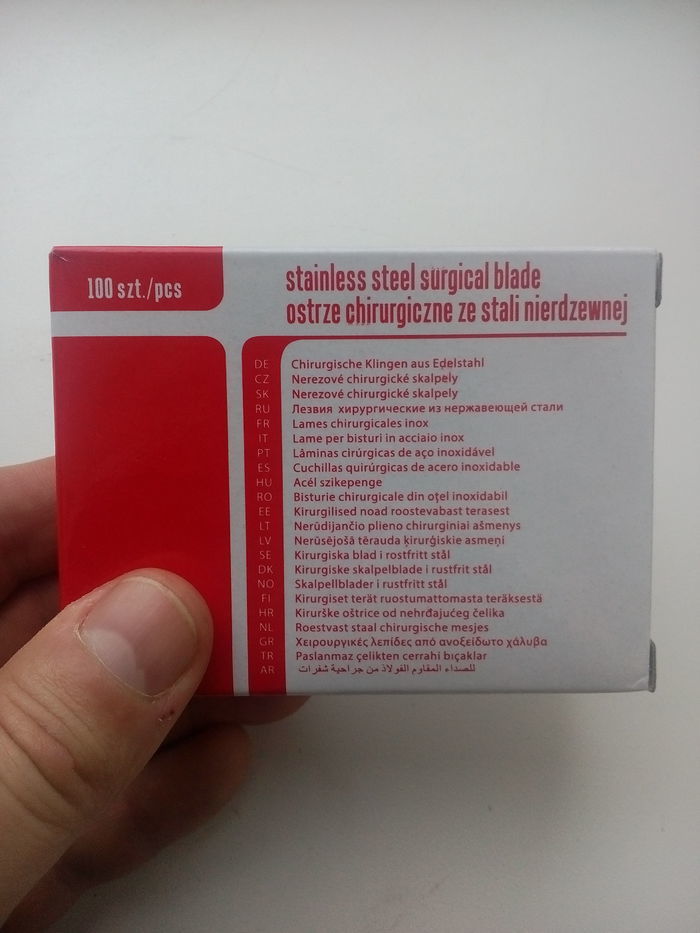 100 szt./pcs
stainless steel surgical blade
ostrze chirurgiczne ze stali nierdzewnej
DE Chirurgische Klingen aus Edelstahl
CZ Nerezové chirurgické skalpely
SK Nerezové chirurgické skalpely
RU Лезвия хирургические из нержавеющей стали
FR Lames chirurgicales inox
IT Lame per bisturi in acciaio inox
PT Lâminas cirúrgicas de aço inoxidável
ES Cuchillas quirúrgicas de acero inoxidable
HU Acél szikepenge
RO Bisturie chirurgicale din oțel inoxidabil
EE Kirurgilised noad roostevabast terasest
LT Nerūdijančio plieno chirurginiai ašmenys
LV Nerūsējošā tērauda ķirurģiskie asmeņi
SE Kirurgiska blad i rostfritt stål
DK Kirurgiske skalpelblade i rustfrit stål
NO Skalpellblader i rustfritt stål
FI Kirurgiset terät ruostumattomasta teräksestä
HR Kirurške oštrice od nehrđajućeg čelika
NL Roestvast staal chirurgische mesjes
GR Χειρουργικές λεπίδες από ανοξείδωτο χάλυβα
TR Paslanmaz çelikten cerrahi bıçaklar
AR للصداء المقاوم الفولاذ من جراحية شفرات